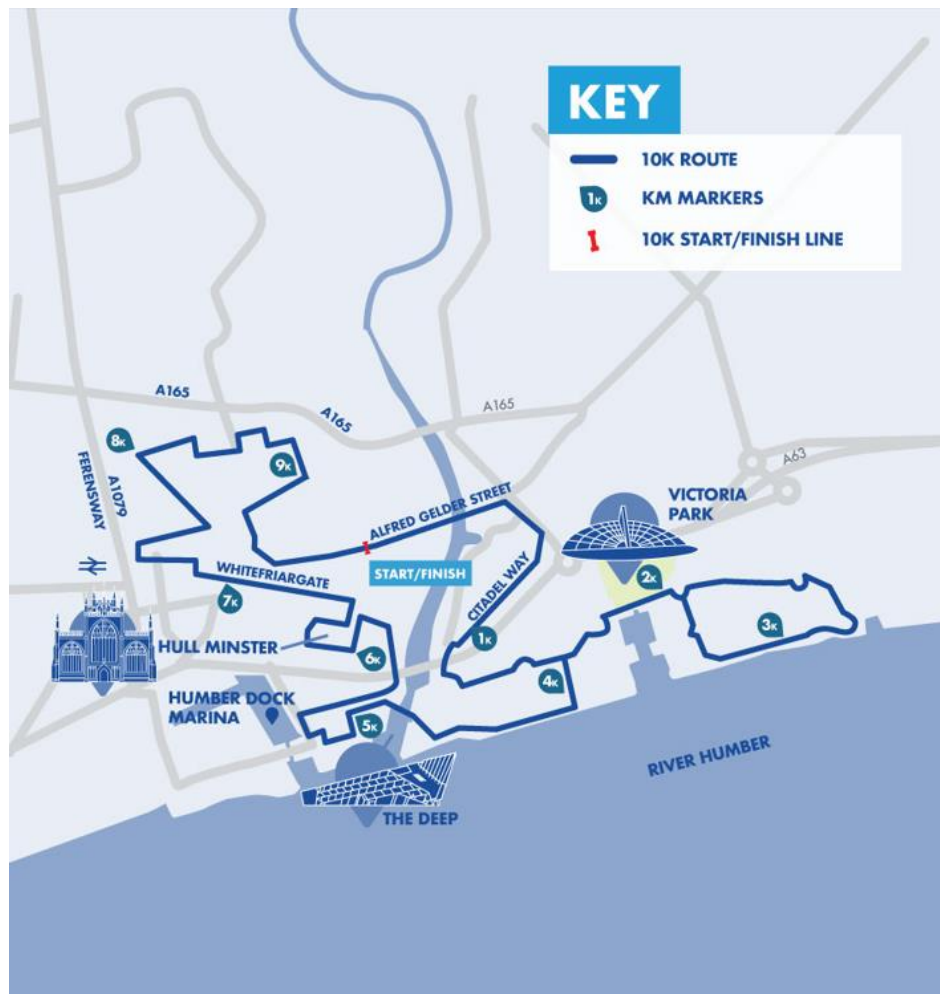 KEY
10K ROUTE
1K
KM MARKERS
10K START/FINISH LINE
A165
A165
A165
8K
FERENSWAY
A1079
9K
A63
VICTORIA
PARK
ALFRED GELDER STREET
START/FINISH
WHITEFRIARGATE
CITADEL WAY
2K
7K
1K
3K
HULL MINSTER
6K
4K
HUMBER DOCK
MARINA
5K
RIVER HUMBER
THE DEEP